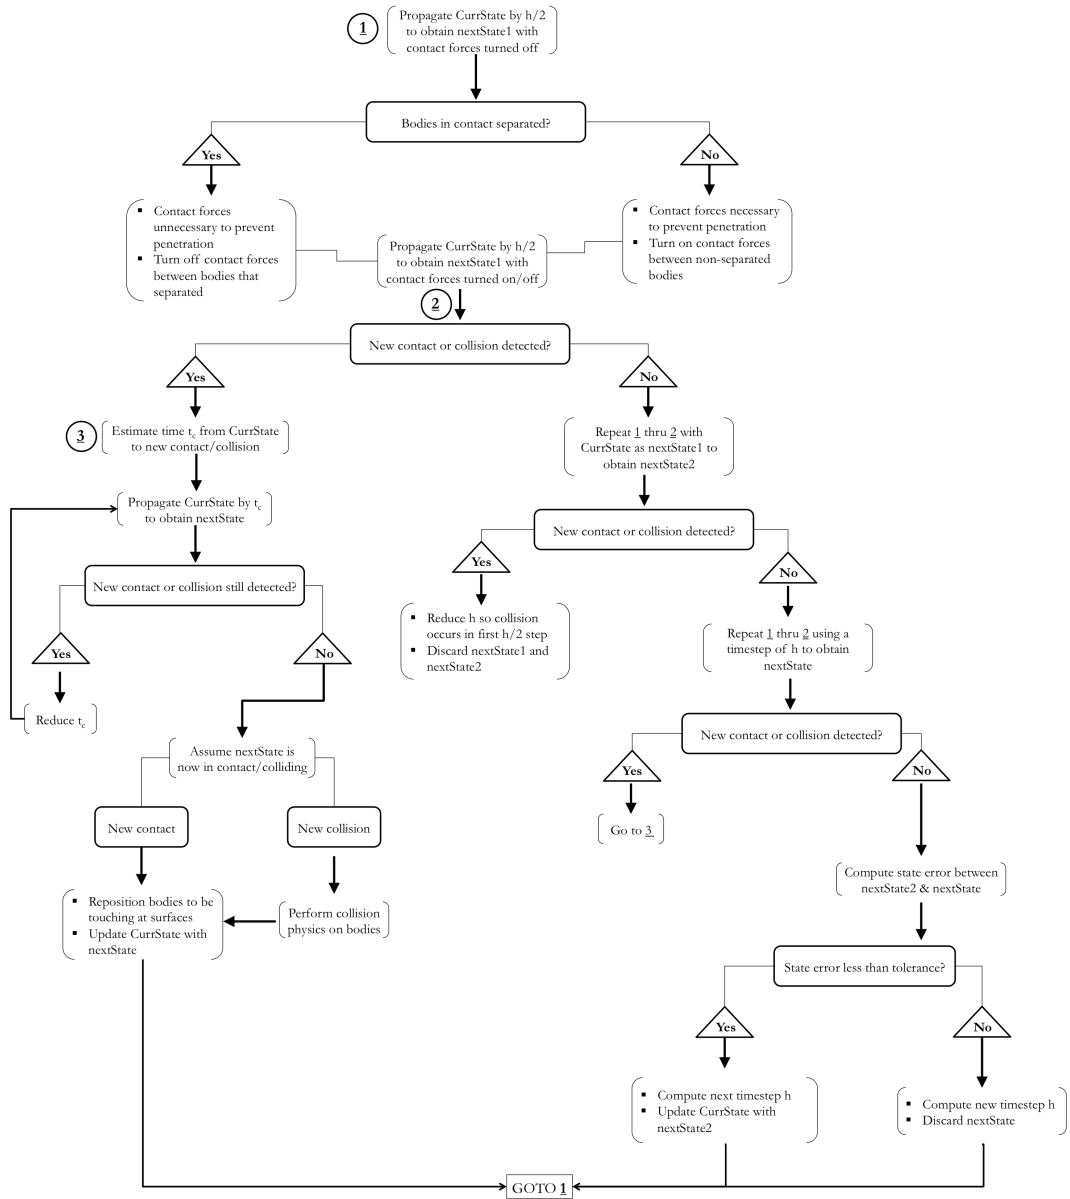 1
Propagate CurrState by h/2
to obtain nextState1 with
contact forces turned off
Bodies in contact separated?
Yes
No
▪ Contact forces
unnecessary to prevent
penetration
▪ Turn off contact forces
between bodies that
separated
Propagate CurrState by h/2
to obtain nextState1 with
contact forces turned on/off
▪ Contact forces necessary
to prevent penetration
▪ Turn on contact forces
between non-separated
bodies
2
New contact or collision detected?
Yes
No
3
Estimate time tc from CurrState
to new contact/collision
Repeat 1 thru 2 with
CurrState as nextState1 to
obtain nextState2
Propagate CurrState by tc
to obtain nextState
New contact or collision detected?
Yes
No
New contact or collision still detected?
Yes
No
▪ Reduce h so collision
occurs in first h/2 step
▪ Discard nextState1 and
nextState2
Repeat 1 thru 2 using a
timestep of h to obtain
nextState
Reduce tc
New contact or collision detected?
Yes
No
Assume nextState is
now in contact/colliding
New contact
New collision
Go to 3
Compute state error between
nextState2 & nextState
▪ Reposition bodies to be
touching at surfaces
▪ Update CurrState with
nextState
Perform collision
physics on bodies
State error less than tolerance?
Yes
No
▪ Compute next timestep h
▪ Update CurrState with
nextState2
▪ Compute new timestep h
▪ Discard nextState
GOTO 1